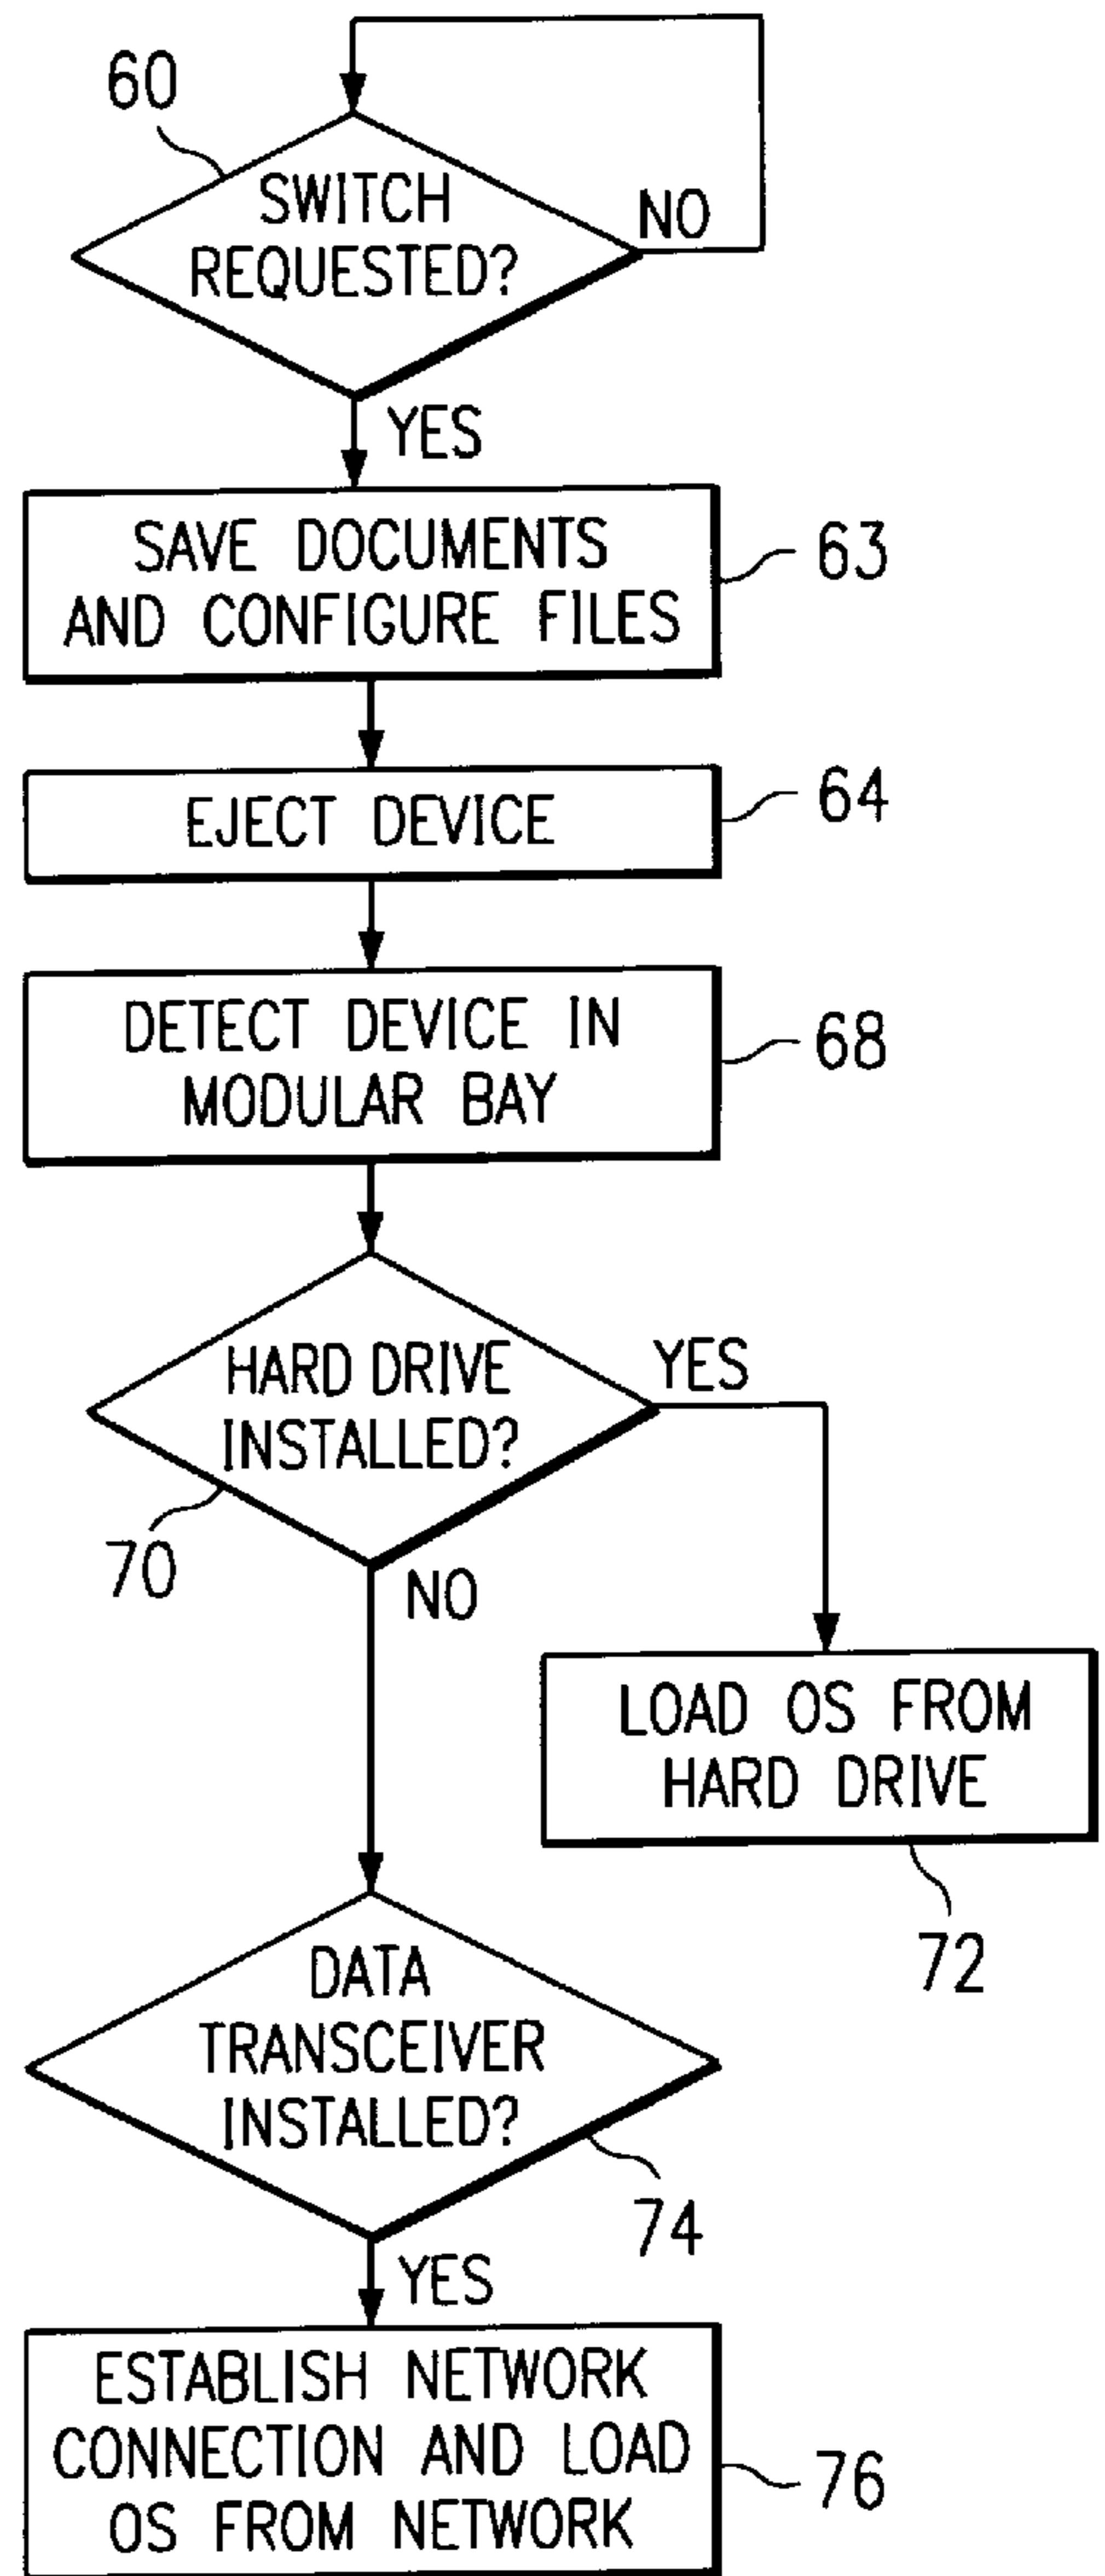 60
SWITCH
REQUESTED?
NO
YES
SAVE DOCUMENTS
AND CONFIGURE FILES
63
EJECT DEVICE
64
DETECT DEVICE IN
MODULAR BAY
68
HARD DRIVE
INSTALLED?
YES
70
NO
LOAD OS FROM
HARD DRIVE
72
DATA
TRANSCEIVER
INSTALLED?
74
YES
ESTABLISH NETWORK
CONNECTION AND LOAD
OS FROM NETWORK
76